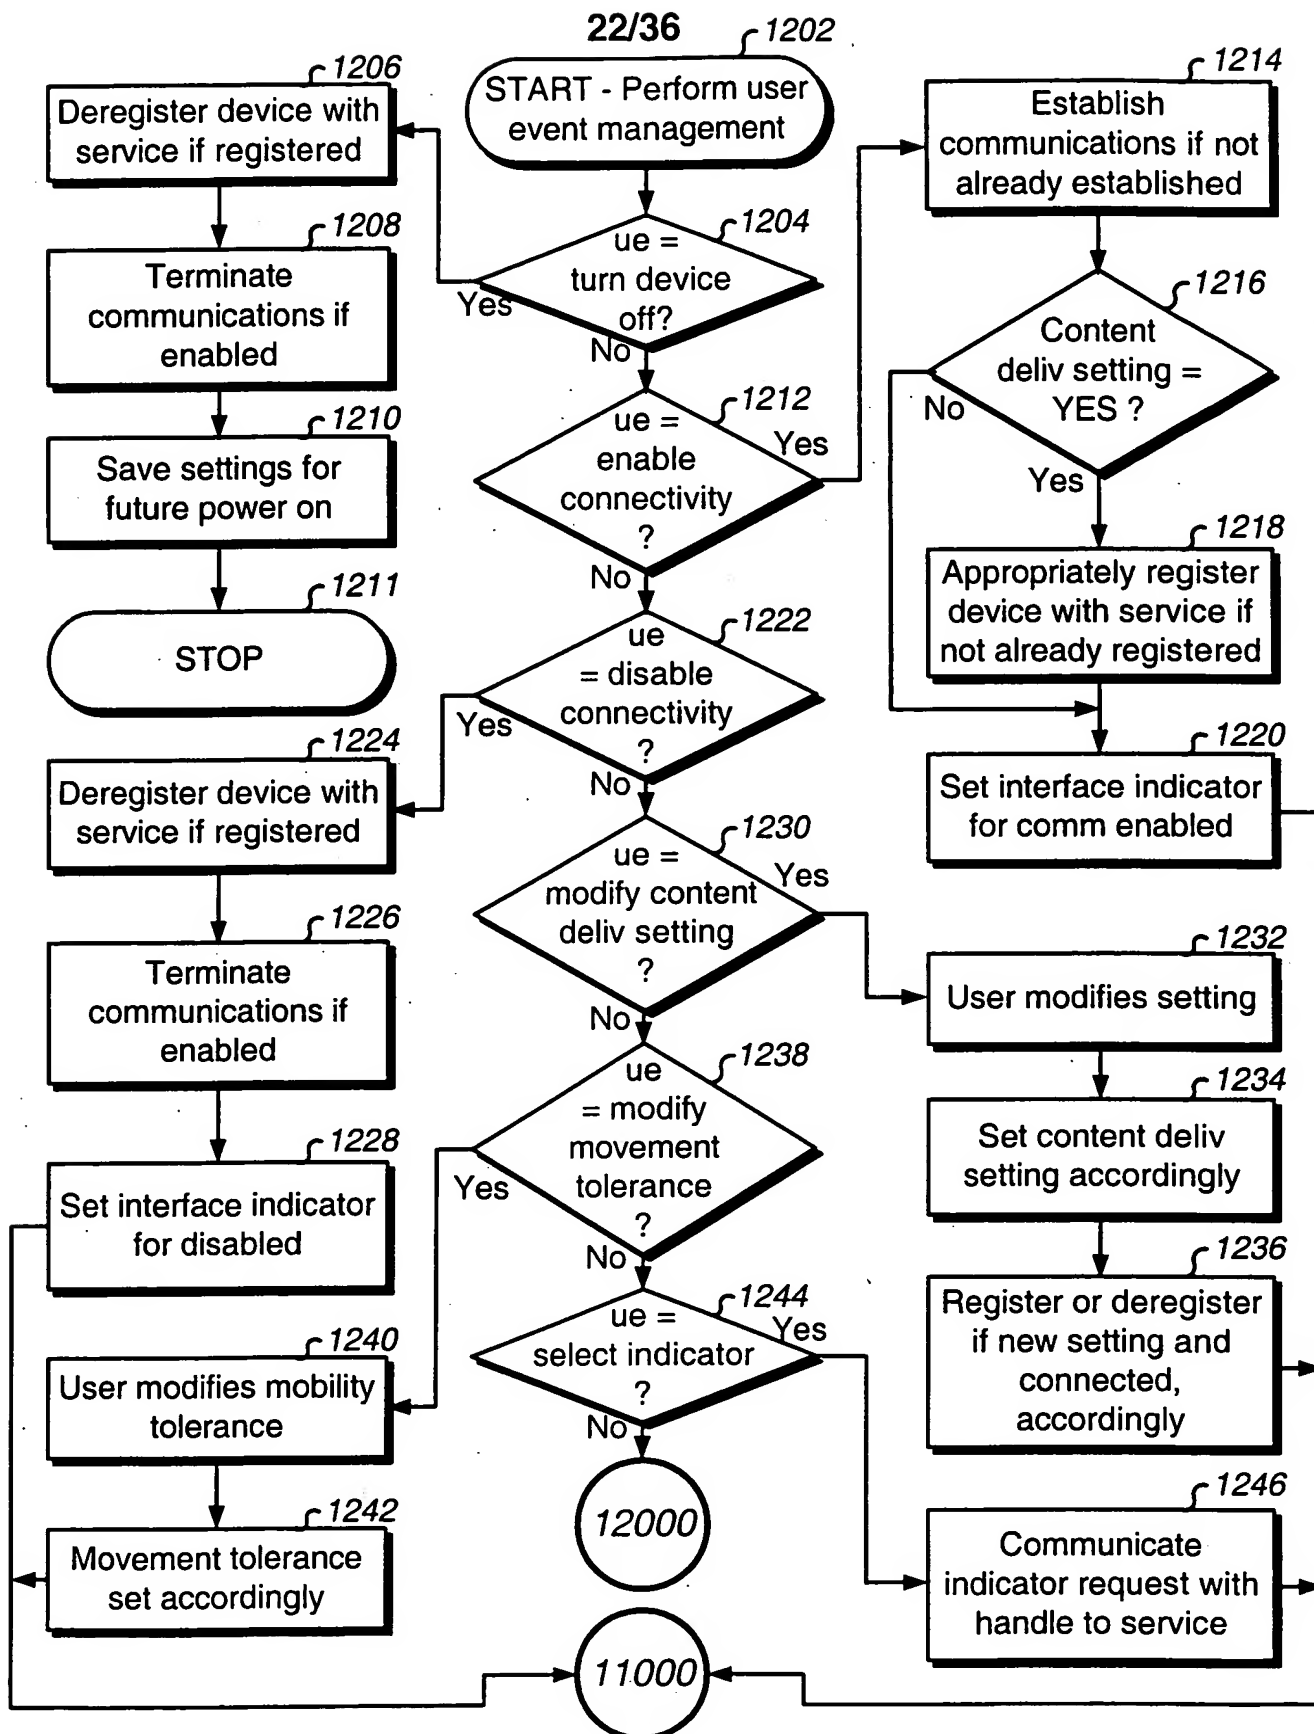 22/36
1202
START - Perform user
event management
1204
ue =
turn device
off?
Yes
No
1206
Deregister device with
service if registered
1208
Terminate
communications if
enabled
1210
Save settings for
future power on
1211
STOP
1212
ue =
enable
connectivity
?
Yes
No
1214
Establish
communications if not
already established
1216
Content
deliv setting =
YES ?
No
Yes
1218
Appropriately register
device with service if
not already registered
1220
Set interface indicator
for comm enabled
1222
ue
= disable
connectivity
?
Yes
No
1224
Deregister device with
service if registered
1226
Terminate
communications if
enabled
1228
Set interface indicator
for disabled
1230
ue =
modify content
deliv setting
?
Yes
No
1232
User modifies setting
1234
Set content deliv
setting accordingly
1236
Register or deregister
if new setting and
connected,
accordingly
1238
ue
= modify
movement
tolerance
?
Yes
No
1240
User modifies mobility
tolerance
1242
Movement tolerance
set accordingly
1244
ue =
select indicator
?
Yes
No
1246
Communicate
indicator request with
handle to service
12000
11000